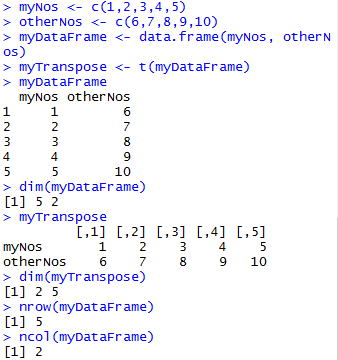 > myNos <- c(1,2,3,4,5)
> otherNos <- c(6,7,8,9,10)
> myDataFrame <- data.frame(myNos, otherN
os)
> myTranspose <- t(myDataFrame)
> myDataFrame
  myNos otherNos
1     1        6
2     2        7
3     3        8
4     4        9
5     5       10
> dim(myDataFrame)
[1] 5 2
> myTranspose
         [,1] [,2] [,3] [,4] [,5]
myNos       1    2    3    4    5
otherNos    6    7    8    9   10
> dim(myTranspose)
[1] 2 5
> nrow(myDataFrame)
[1] 5
> ncol(myDataFrame)
[1] 2